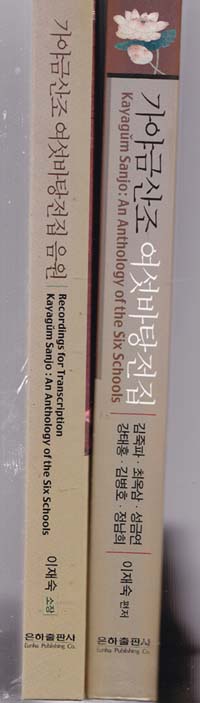 가야금산조 여섯바탕전집 음원
Recordings for Transcription
Kayagŭm Sanjo : An Anthology of the Six Schools
이재숙 소장
은하출판사
Eunha Publishing Co.
가야금산조 여섯바탕전집
Kayagŭm Sanjo: An Anthology of the Six Schools
김죽파 · 최옥삼 · 성금연
강태홍 · 김병호 · 정남희
이재숙 편저
은하출판사
Eunha Publishing Co.